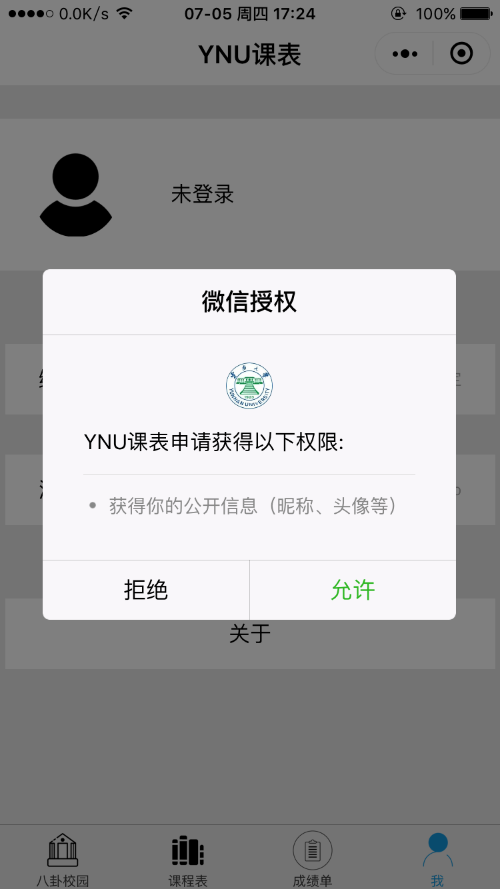 0.0K/s
07-05 周四 17:24
100%
YNU课表
未登录
微信授权
YNU课表申请获得以下权限:
• 获得你的公开信息（昵称、头像等）
拒绝
允许
关于
八卦校园
课程表
成绩单
我